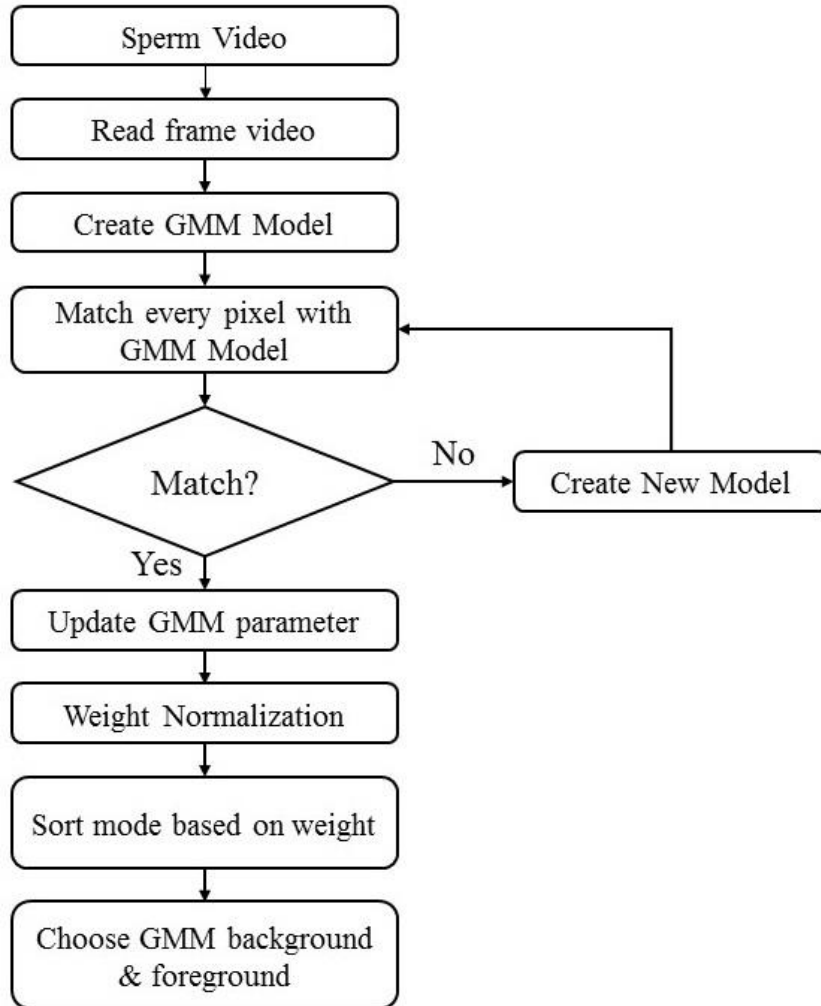 Sperm Video
Read frame video
Create GMM Model
Match every pixel with
GMM Model
Match?
No
Create New Model
Yes
Update GMM parameter
Weight Normalization
Sort mode based on weight
Choose GMM background
& foreground